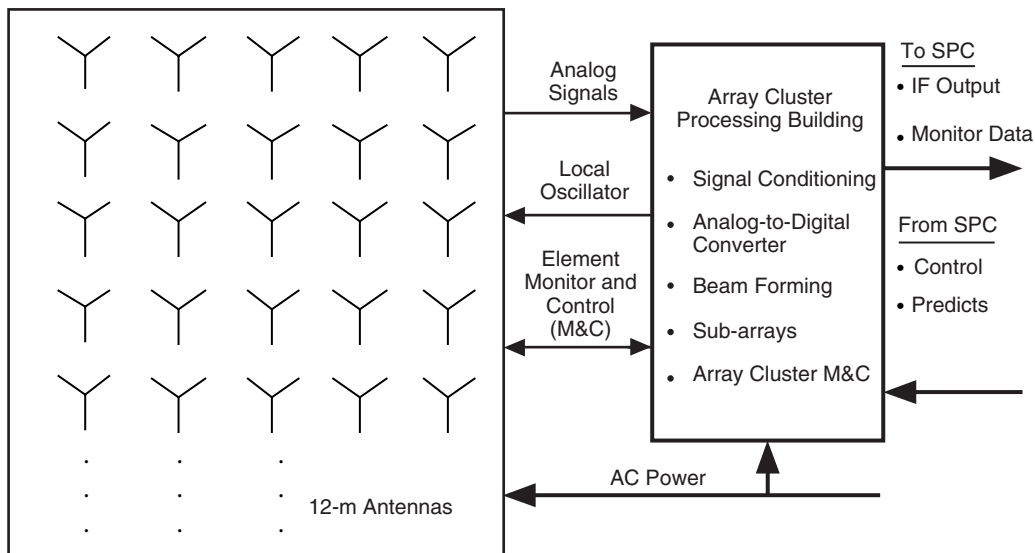 12-m Antennas
Analog
Signals
Local
Oscillator
Element
Monitor and
Control
(M&C)
AC Power
Array Cluster
Processing Building
• Signal Conditioning
• Analog-to-Digital
Converter
• Beam Forming
• Sub-arrays
• Array Cluster M&C
To SPC
• IF Output
• Monitor Data
From SPC
• Control
• Predicts